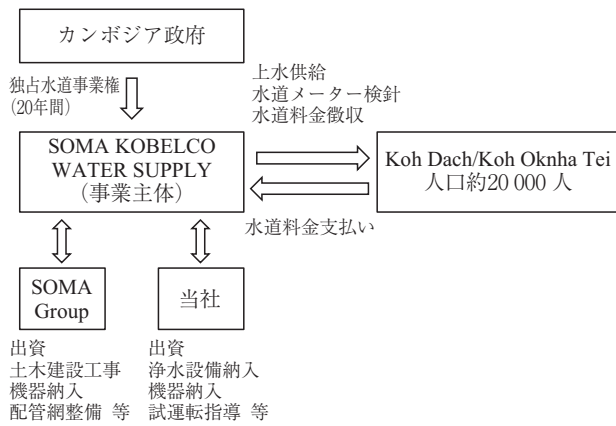 カンボジア政府
独占水道事業権
(20年間)
上水供給
水道メーター検針
水道料金徴収
SOMA KOBELCO
WATER SUPPLY
（事業主体）
Koh Dach/Koh Oknha Tei
人口約20 000 人
水道料金支払い
SOMA
Group
当社
出資
土木建設工事
機器納入
配管網整備 等
出資
浄水設備納入
機器納入
試運転指導 等